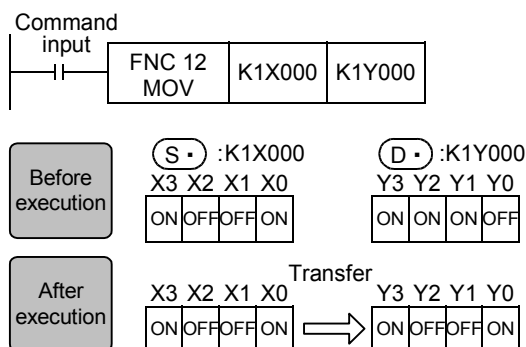 Command
input
FNC 12
MOV
K1X000
K1Y000
Before
execution
S · :K1X000
D · :K1Y000
X3 X2 X1 X0
Y3 Y2 Y1 Y0
ON OFF OFF ON
ON ON ON OFF
After
execution
Transfer
X3 X2 X1 X0
Y3 Y2 Y1 Y0
ON OFF OFF ON
ON OFF OFF ON